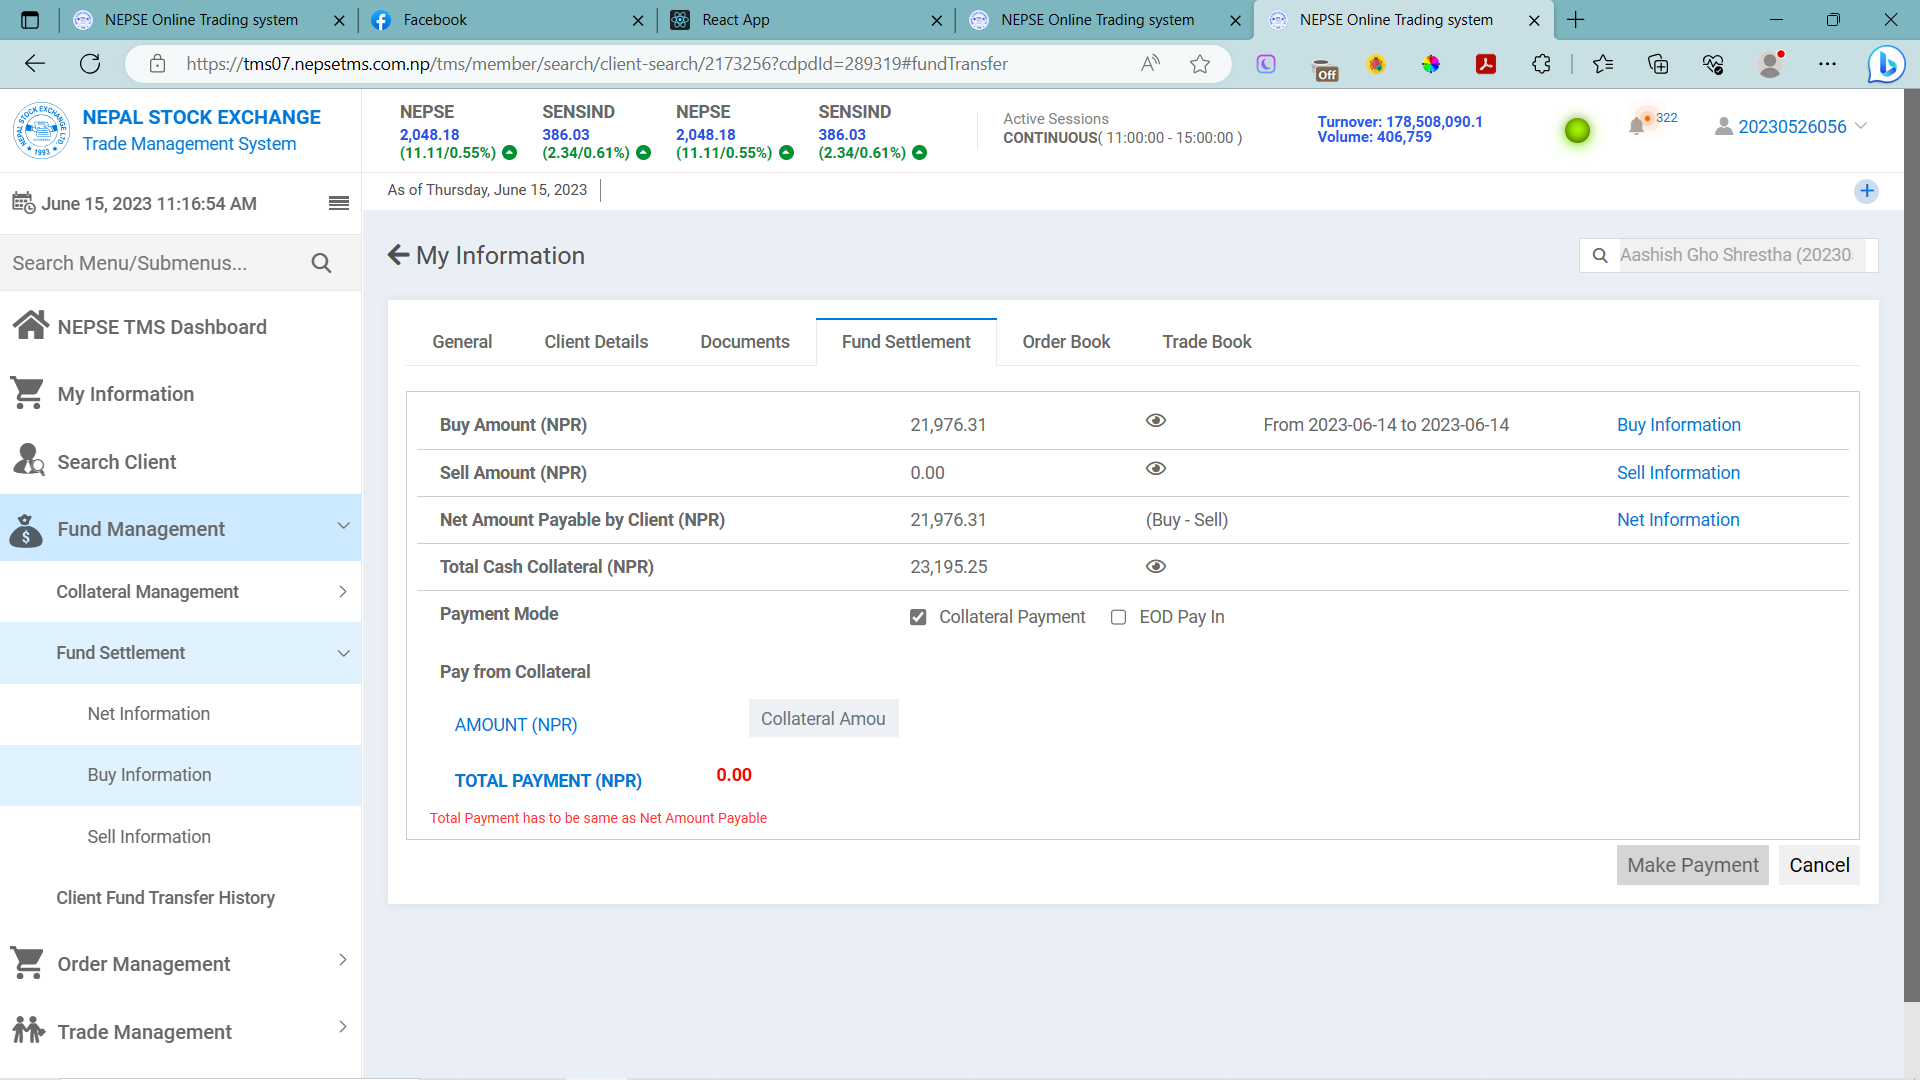 NEPSE Online Trading system
Facebook
React App
NEPSE Online Trading system
NEPSE Online Trading system
https://tms07.nepsetms.com.np/tms/member/search/client-search/2173256?cdpdId=289319#fundTransfer
Off
NEPAL STOCK EXCHANGE
Trade Management System
NEPSE
2,048.18
(11.11/0.55%)
SENSIND
386.03
(2.34/0.61%)
NEPSE
2,048.18
(11.11/0.55%)
SENSIND
386.03
(2.34/0.61%)
Active Sessions
CONTINUOUS( 11:00:00 - 15:00:00 )
Turnover: 178,508,090.1
Volume: 406,759
322
20230526056
June 15, 2023 11:16:54 AM
As of Thursday, June 15, 2023
Search Menu/Submenus...
NEPSE TMS Dashboard
My Information
Search Client
Fund Management
Collateral Management
Fund Settlement
Net Information
Buy Information
Sell Information
Client Fund Transfer History
Order Management
Trade Management
My Information
Aashish Gho Shrestha (20230
General
Client Details
Documents
Fund Settlement
Order Book
Trade Book
Buy Amount (NPR) 21,976.31 From 2023-06-14 to 2023-06-14 Buy Information
Sell Amount (NPR) 0.00 Sell Information
Net Amount Payable by Client (NPR) 21,976.31 (Buy - Sell) Net Information
Total Cash Collateral (NPR) 23,195.25
Payment Mode Collateral Payment EOD Pay In
Pay from Collateral
AMOUNT (NPR) Collateral Amou
TOTAL PAYMENT (NPR) 0.00
Total Payment has to be same as Net Amount Payable
Make Payment Cancel